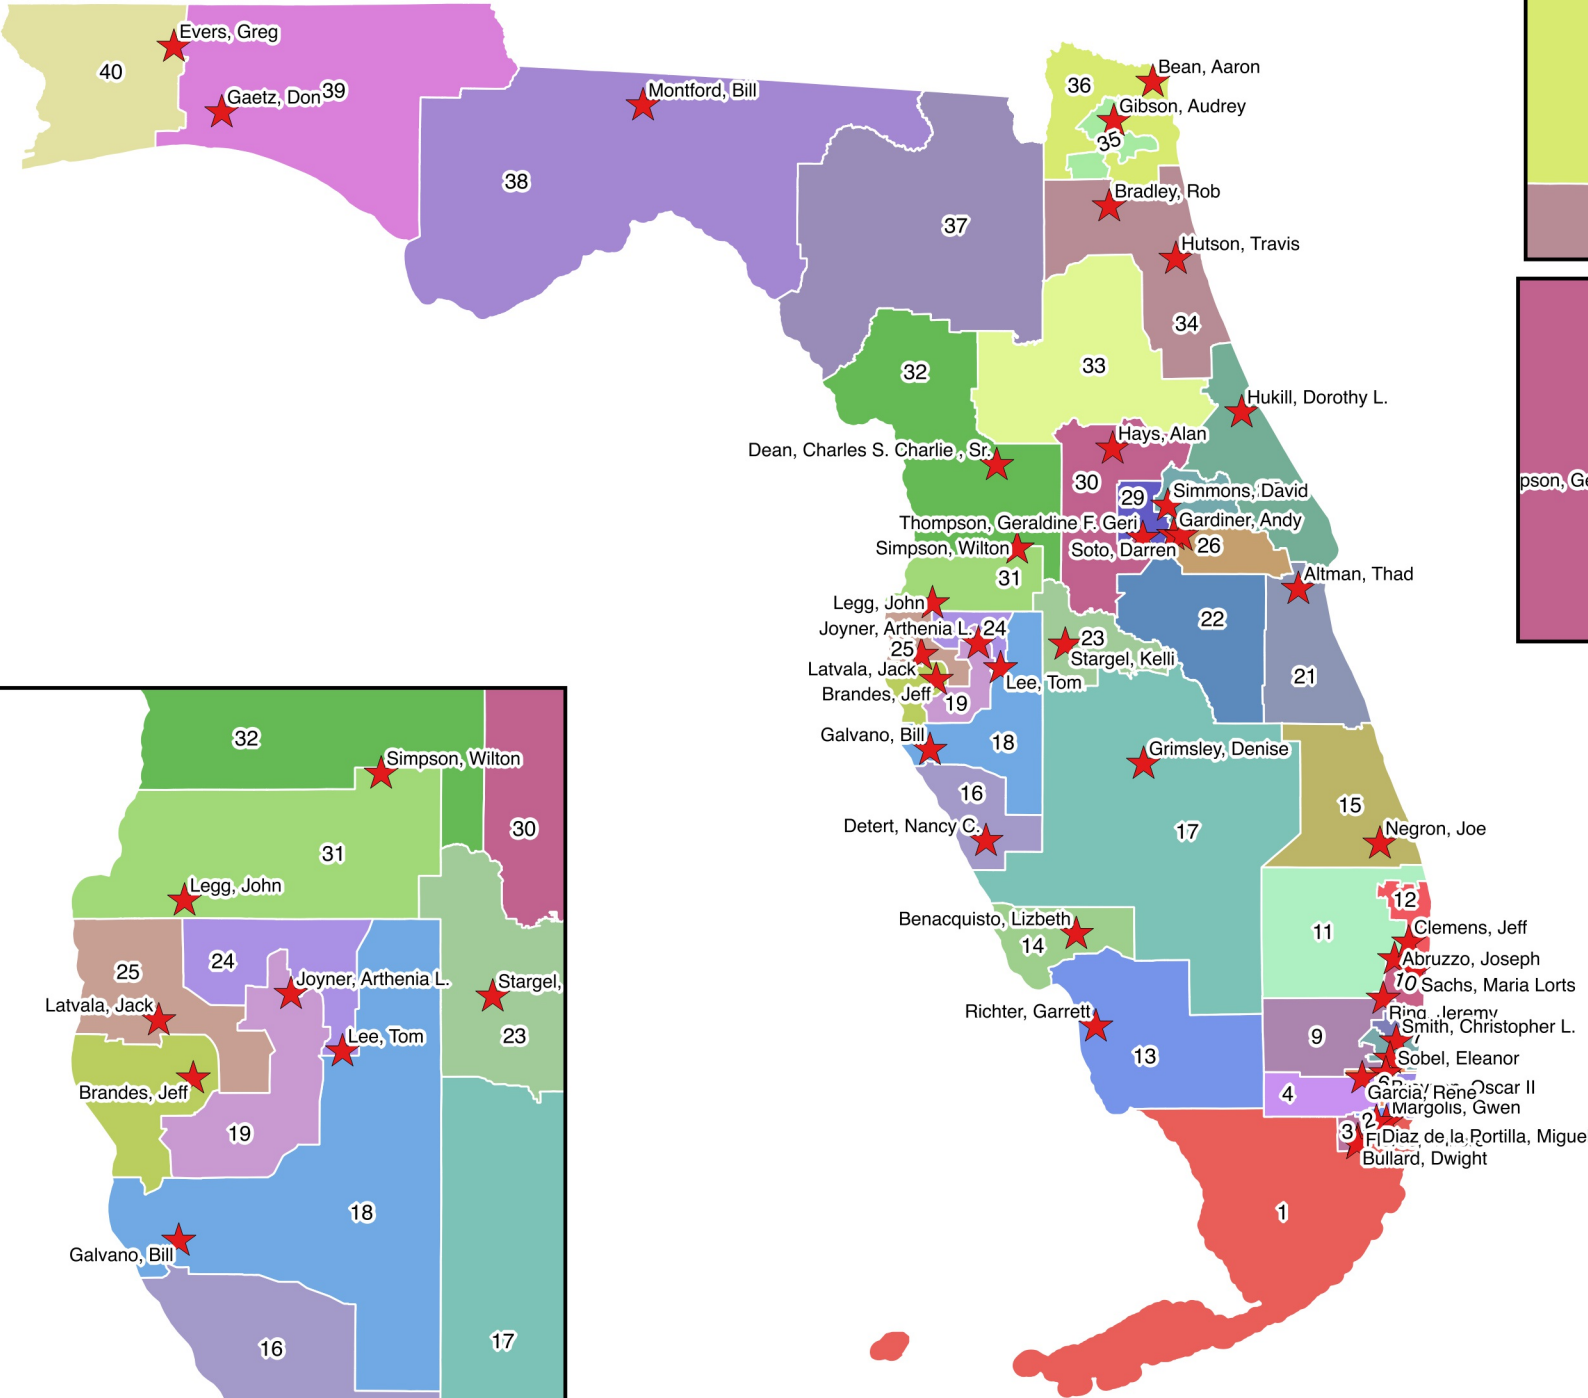 Evers, Greg
40
39
Gaetz, Don
Montford, Bill
38
37
36
Bean, Aaron
Gibson, Audrey
35
Bradley, Rob
Hutson, Travis
34
33
32
Hukill, Dorothy L.
Hays, Alan
Dean, Charles S. Charlie , Sr.
30
29
Simmons, David
Thompson, Geraldine F. Geri
Gardiner, Andy
Simpson, Wilton
Soto, Darren
26
31
Altman, Thad
Legg, John
22
Joyner, Arthenia L.
24
23
25
Stargel, Kelli
Latvala, Jack
Lee, Tom
21
Brandes, Jeff
19
Galvano, Bill
18
Grimsley, Denise
16
15
Detert, Nancy C.
17
Negron, Joe
12
Benacquisto, Lizbeth
14
11
Clemens, Jeff
Abruzzo, Joseph
10
Sachs, Maria Lorts
Richter, Garrett
Ring, Jeremy
Smith, Christopher L.
13
9
7
Sobel, Eleanor
4
Oscar II
Garcia, Rene
Margolis, Gwen
3
2
Diaz de la Portilla, Migue
Bullard, Dwight
1
32
Simpson, Wilton
30
31
Legg, John
24
25
Joyner, Arthenia L.
Stargel,
Latvala, Jack
Lee, Tom
23
Brandes, Jeff
19
18
Galvano, Bill
16
17
pson, Ge